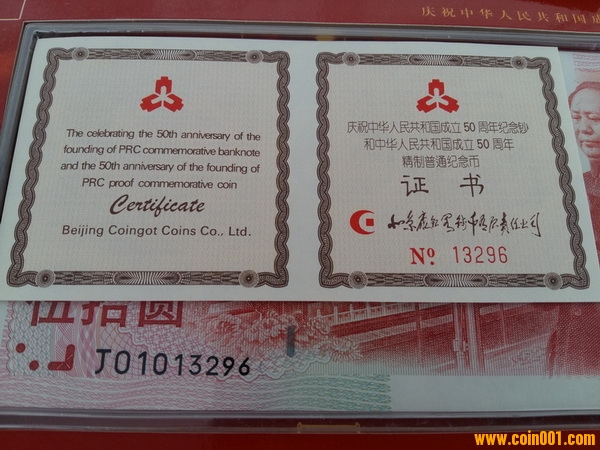 庆祝中华人民共和国成
The celebrating the 50th anniversary of the
founding of PRC commemorative banknote
and the 50th anniversary of the founding of
PRC proof commemorative coin
Certificate
Beijing Coingot Coins Co., Ltd.
庆祝中华人民共和国成立50周年纪念钞
和中华人民共和国成立50周年
精制普通纪念币
证书
No 13296
伍拾圆
J01013296
www.coin001.com